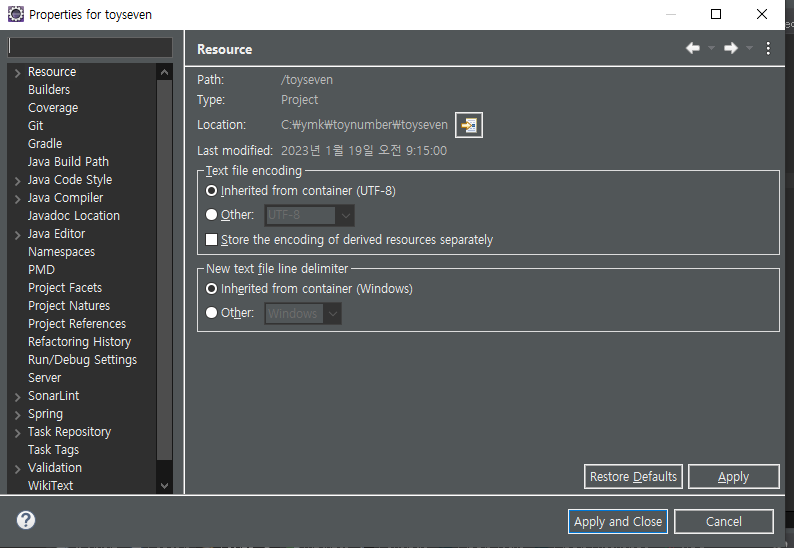 Properties for toyseven
Resource
Builders
Coverage
Git
Gradle
Java Build Path
Java Code Style
Java Compiler
Javadoc Location
Java Editor
Namespaces
PMD
Project Facets
Project Natures
Project References
Refactoring History
Run/Debug Settings
Server
SonarLint
Spring
Task Repository
Task Tags
Validation
WikiText
Resource
Path: /toyseven
Type: Project
Location: C:₩ymk₩toynumber₩toyseven
Last modified: 2023년 1월 19일 오전 9:15:00
Text file encoding
Inherited from container (UTF-8)
Other: UTF-8
Store the encoding of derived resources separately
New text file line delimiter
Inherited from container (Windows)
Other: Windows
Restore Defaults Apply
Apply and Close Cancel